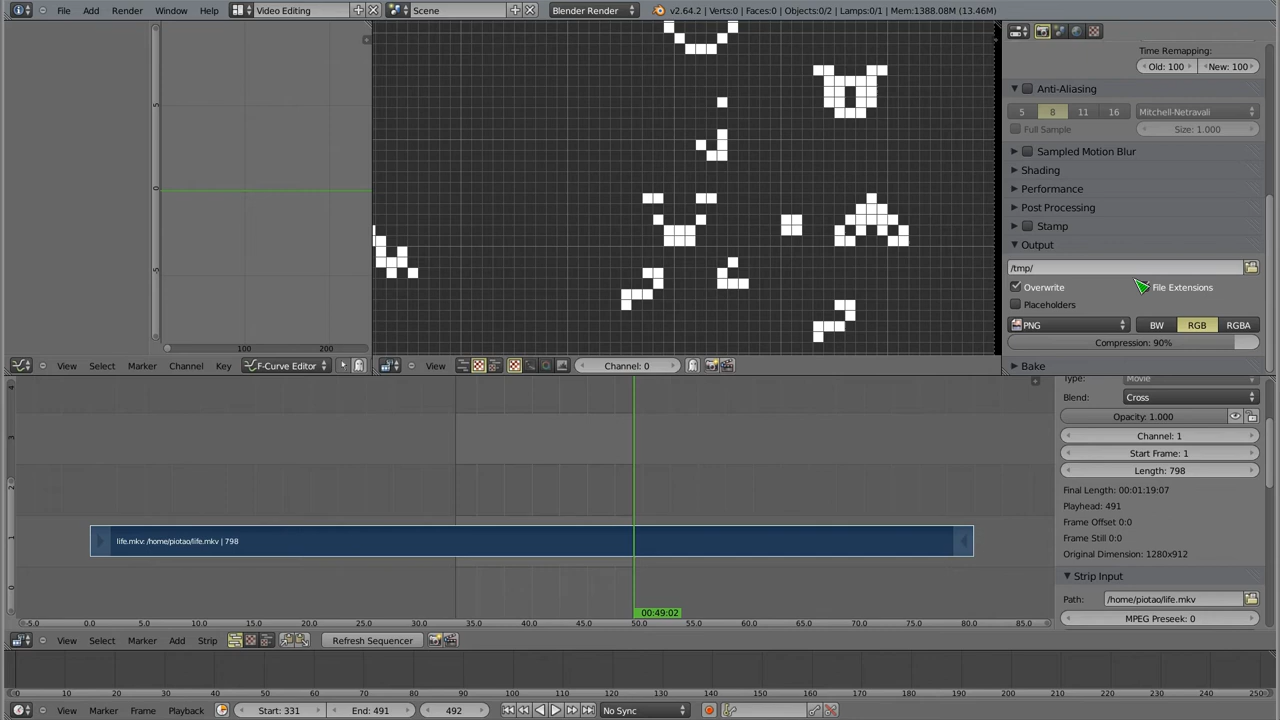 File Add Render Window Help Video Editing Scene Blender Render v2.64.2 | Verts:0 | Faces:0 | Objects:0/0 | Lamps:0/1 | Mem:1388.08M (13.46M)
Time Remapping:
Old: 100 New: 100
Anti-Aliasing
5 8 11 16 Mitchell-Netravali
Full Sample Size: 1.000
Sampled Motion Blur
Shading
Performance
Post Processing
Stamp
Output
/tmp/
Overwrite File Extensions
Placeholders
PNG BW RGB RGBA
Compression: 90%
Bake
5
0
-5
100 200
View Select Marker Channel Key F-Curve Editor
View Channel: 0
Type: Movie
Blend: Cross
Opacity: 1.000
Channel: 1
Start Frame: 1
Length: 798
Final Length: 00:01:19:07
Playhead: 491
Frame Offset 0:0
Frame Still 0:0
Original Dimension: 1280x912
Strip Input
Path: /home/piotao/life.mkv
MPEG Preseek: 0
4
3
2
1
0
life.mkv: /home/piotao/life.mkv | 798
00:49:02
-5.0 0.0 5.0 10.0 15.0 20.0 25.0 30.0 35.0 40.0 45.0 50.0 55.0 60.0 65.0 70.0 75.0 80.0 85.0
View Select Marker Add Strip Refresh Sequencer
0 10 20 30 40 50 60 70 80 90 100 110 120 130 140 150 160 170 180 190 200 210 220 230 240 250
View Marker Frame Playback Start: 331 End: 491 492 No Sync